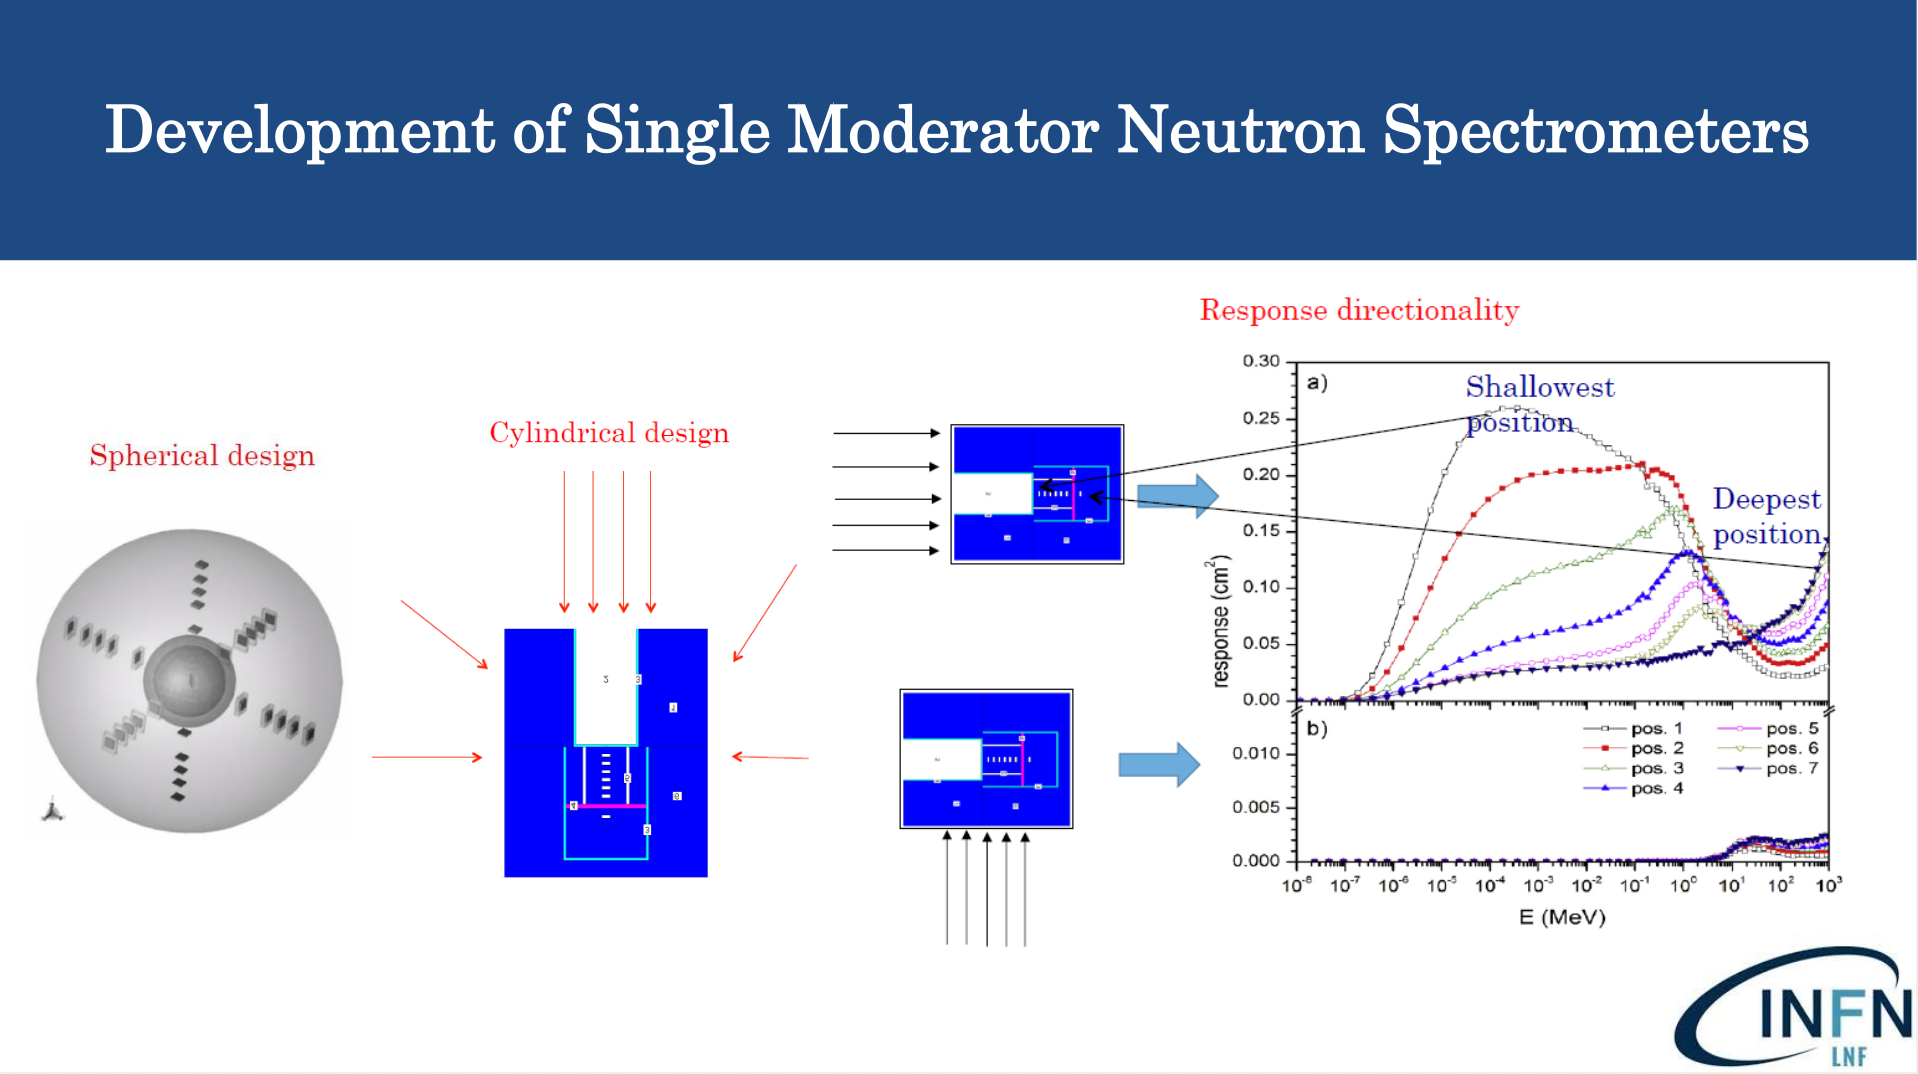 Development of Single Moderator Neutron Spectrometers
Response directionality
Spherical design
Cylindrical design
0.30
0.25
0.20
0.15
0.10
0.05
0.00
0.010
0.005
0.000
response (cm²)
a)
Shallowest
position
Deepest
position
b)
pos. 1
pos. 2
pos. 3
pos. 4
pos. 5
pos. 6
pos. 7
10⁻⁸ 10⁻⁷ 10⁻⁶ 10⁻⁵ 10⁻⁴ 10⁻³ 10⁻² 10⁻¹ 10⁰ 10¹ 10² 10³
E (MeV)
2
INFN
LNF